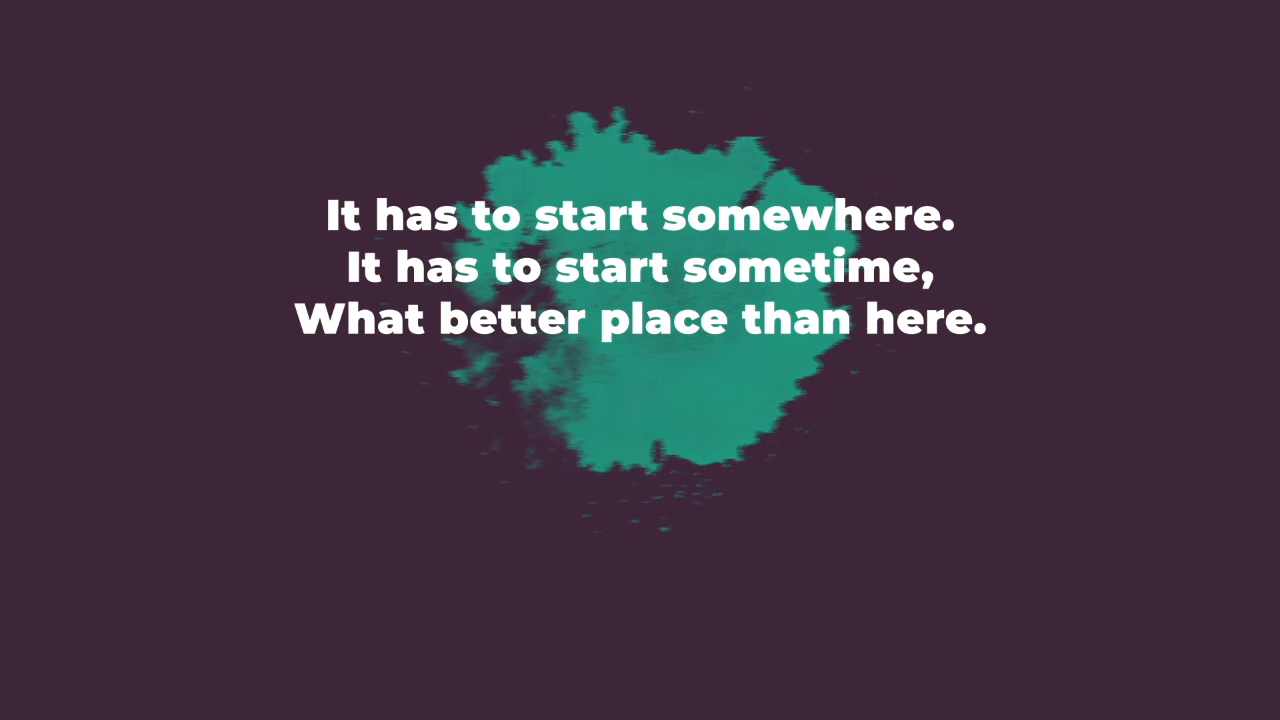 It has to start somewhere.
It has to start sometime,
What better place than here.